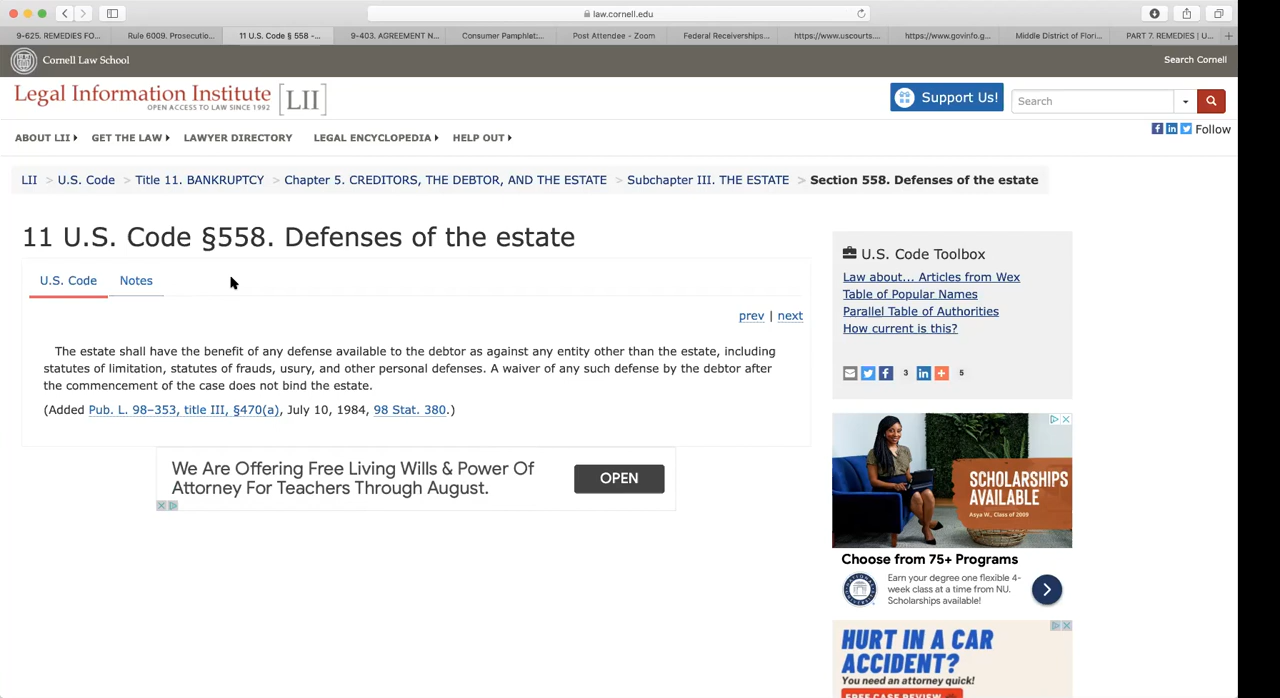 law.cornell.edu
9-625. REMEDIES FO...
Rule 6009. Prosecutio...
11 U.S. Code § 558 -...
9-403. AGREEMENT N...
Consumer Pamphlet:...
Post Attendee - Zoom
Federal Receiverships...
https://www.uscourts....
https://www.govinfo.g...
Middle District of Flori...
PART 7. REMEDIES | U...
Cornell Law School
Search Cornell
Legal Information Institute [LII]
OPEN ACCESS TO LAW SINCE 1992
Support Us!
Search
ABOUT LII
GET THE LAW
LAWYER DIRECTORY
LEGAL ENCYCLOPEDIA
HELP OUT
Follow
LII > U.S. Code > Title 11. BANKRUPTCY > Chapter 5. CREDITORS, THE DEBTOR, AND THE ESTATE > Subchapter III. THE ESTATE > Section 558. Defenses of the estate
11 U.S. Code §558. Defenses of the estate
U.S. Code
Notes
prev | next
The estate shall have the benefit of any defense available to the debtor as against any entity other than the estate, including
statutes of limitation, statutes of frauds, usury, and other personal defenses. A waiver of any such defense by the debtor after
the commencement of the case does not bind the estate.
(Added Pub. L. 98–353, title III, §470(a), July 10, 1984, 98 Stat. 380.)
We Are Offering Free Living Wills & Power Of
Attorney For Teachers Through August.
OPEN
U.S. Code Toolbox
Law about... Articles from Wex
Table of Popular Names
Parallel Table of Authorities
How current is this?
3
5
SCHOLARSHIPS
AVAILABLE
Asya W., Class of 2009
Choose from 75+ Programs
Earn your degree one flexible 4-
week class at a time from NU.
Scholarships available!
HURT IN A CAR
ACCIDENT?
You need an attorney quick!
FREE CASE REVIEW